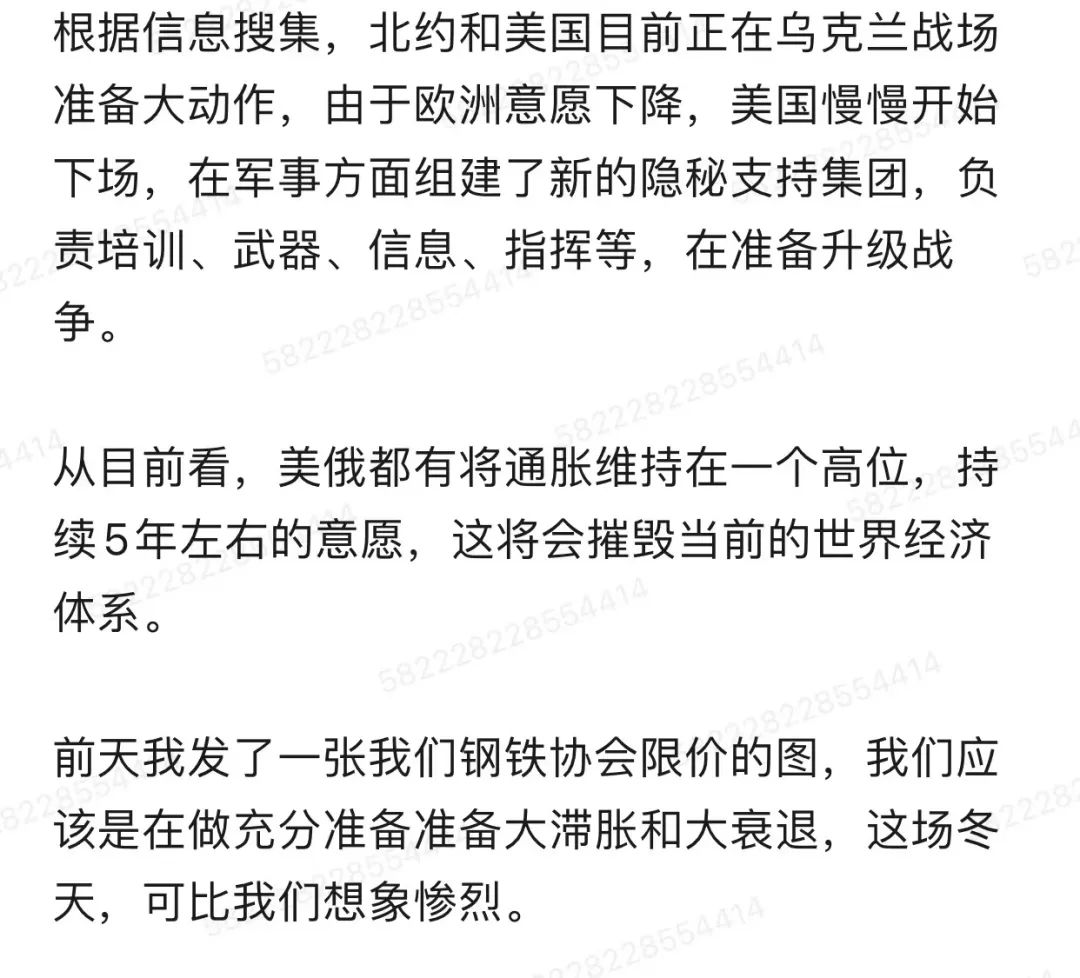 根据信息搜集，北约和美国目前正在乌克兰战场
准备大动作，由于欧洲意愿下降，美国慢慢开始
下场，在军事方面组建了新的隐秘支持集团，负
责培训、武器、信息、指挥等，在准备升级战
争。
从目前看，美俄都有将通胀维持在一个高位，持
续5年左右的意愿，这将会摧毁当前的世界经济
体系。
前天我发了一张我们钢铁协会限价的图，我们应
该是在做充分准备准备大滞胀和大衰退，这场冬
天，可比我们想象惨烈。
582228228554414